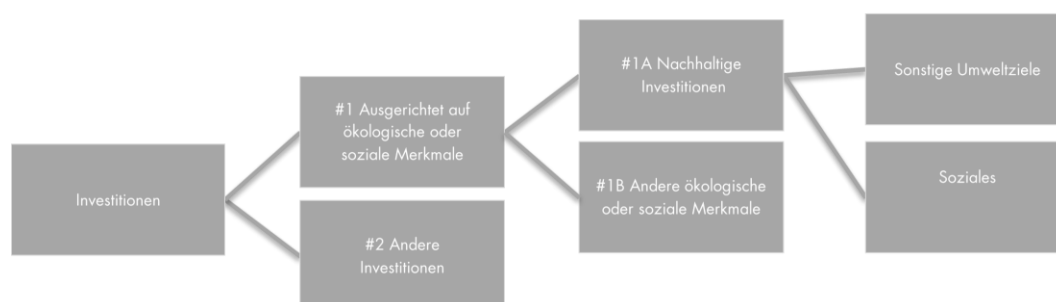 Investitionen
#1 Ausgerichtet auf
ökologische oder
soziale Merkmale
#2 Andere
Investitionen
#1A Nachhaltige
Investitionen
#1B Andere ökologische
oder soziale Merkmale
Sonstige Umweltziele
Soziales